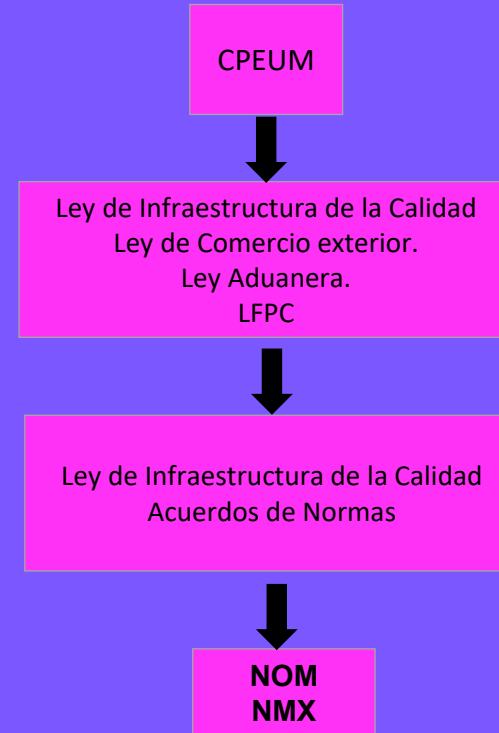 CPEUM
Ley de Infraestructura de la Calidad
Ley de Comercio exterior.
Ley Aduanera.
LFPC
Ley de Infraestructura de la Calidad
Acuerdos de Normas
NOM
NMX